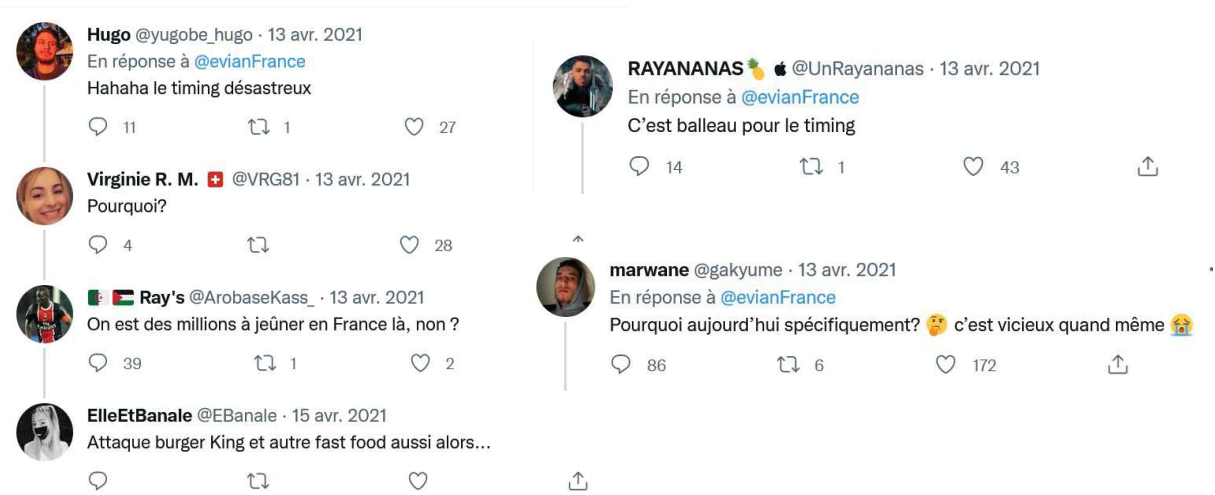 Hugo @yugobe_hugo · 13 avr. 2021
En réponse à @evianFrance
Hahaha le timing désastreux
11 1 27
Virginie R. M. 🇨🇭 @VRG81 · 13 avr. 2021
Pourquoi?
4 28
🇩🇿 🇵🇸 Ray's @ArobaseKass_ · 13 avr. 2021
On est des millions à jeûner en France là, non ?
39 1 2
ElleEtBanale @EBanale · 15 avr. 2021
Attaque burger King et autre fast food aussi alors...
RAYANANAS🍍  @UnRayananas · 13 avr. 2021
En réponse à @evianFrance
C'est balleau pour le timing
14 1 43
marwane @gakyume · 13 avr. 2021
En réponse à @evianFrance
Pourquoi aujourd'hui spécifiquement? 🤔 c'est vicieux quand même 😭
86 6 172